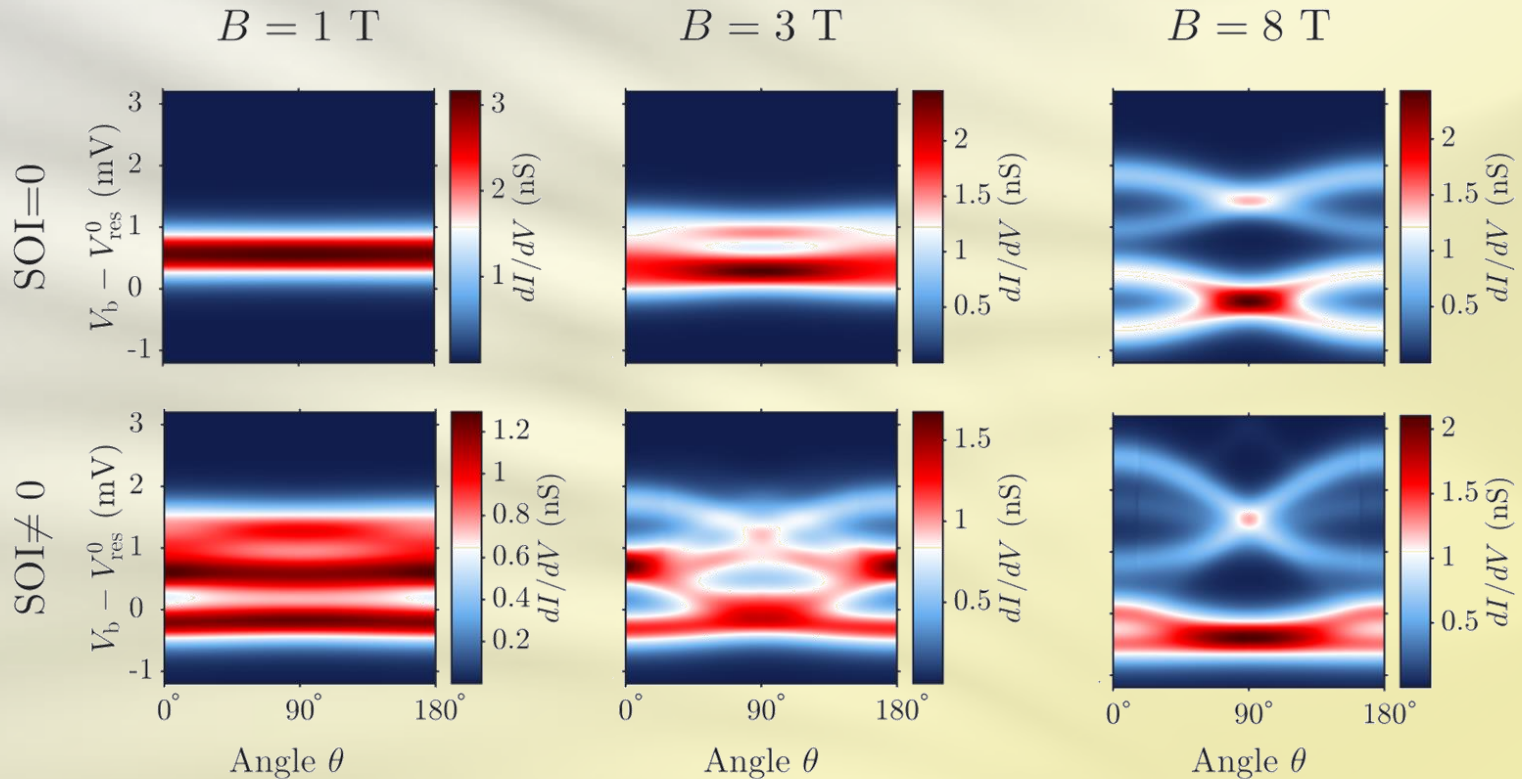 B = 1 T
B = 3 T
B = 8 T
SOI=0
V_b − V_res^0 (mV)
3
2
1
0
-1
3
2
1
dI/dV (nS)
2
1.5
1
0.5
dI/dV (nS)
2
1.5
1
0.5
dI/dV (nS)
SOI≠ 0
V_b − V_res^0 (mV)
3
2
1
0
-1
1.2
1
0.8
0.6
0.4
0.2
dI/dV (nS)
1.5
1
0.5
dI/dV (nS)
2
1.5
1
0.5
dI/dV (nS)
0° 90° 180°
0° 90° 180°
0° 90° 180°
Angle θ
Angle θ
Angle θ